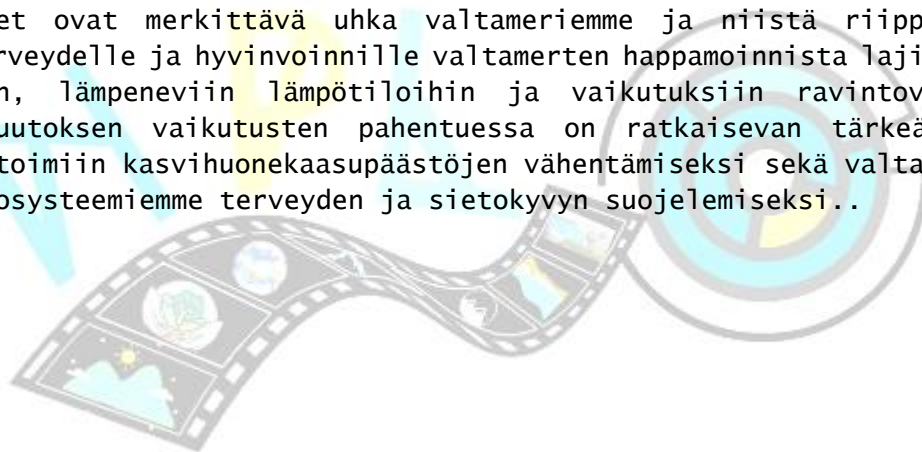 et ovat merkittävä uhka valtameriemme ja niistä riipp
rveydelle ja hyvinvoinnille valtamerten happamoinnista laji
n, lämpeneviin lämpötiloihin ja vaikutuksiin ravintov
uutoksen vaikutusten pahentuessa on ratkaisevan tärkeä
toimiin kasvihuonekaasupäästöjen vähentämiseksi sekä valta
osysteemiemme terveyden ja sietokyvyn suojelemiseksi..